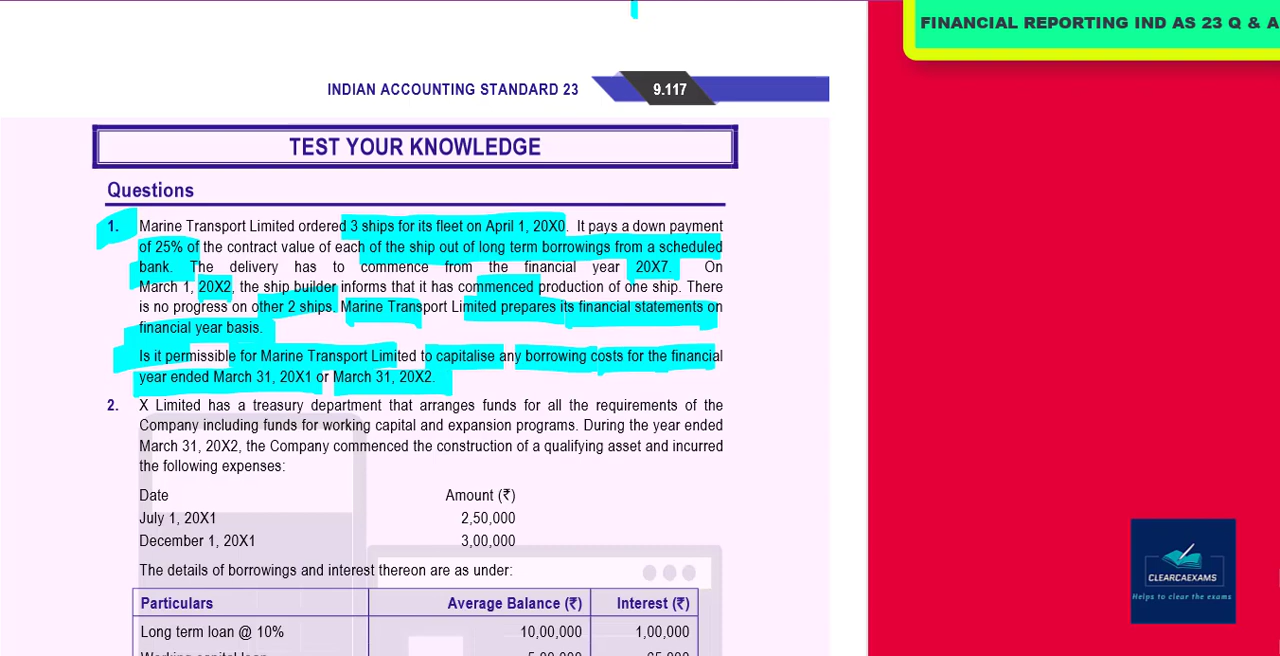 FINANCIAL REPORTING IND AS 23 Q & A
INDIAN ACCOUNTING STANDARD 23
9.117
TEST YOUR KNOWLEDGE
Questions
1. Marine Transport Limited ordered 3 ships for its fleet on April 1, 20X0. It pays a down payment
of 25% of the contract value of each of the ship out of long term borrowings from a scheduled
bank. The delivery has to commence from the financial year 20X7. On
March 1, 20X2, the ship builder informs that it has commenced production of one ship. There
is no progress on other 2 ships. Marine Transport Limited prepares its financial statements on
financial year basis.
Is it permissible for Marine Transport Limited to capitalise any borrowing costs for the financial
year ended March 31, 20X1 or March 31, 20X2.
2. X Limited has a treasury department that arranges funds for all the requirements of the
Company including funds for working capital and expansion programs. During the year ended
March 31, 20X2, the Company commenced the construction of a qualifying asset and incurred
the following expenses:
Date Amount (₹)
July 1, 20X1 2,50,000
December 1, 20X1 3,00,000
The details of borrowings and interest thereon are as under:
Particulars Average Balance (₹) Interest (₹)
Long term loan @ 10% 10,00,000 1,00,000
CLEARCAEXAMS
Helps to clear the exams